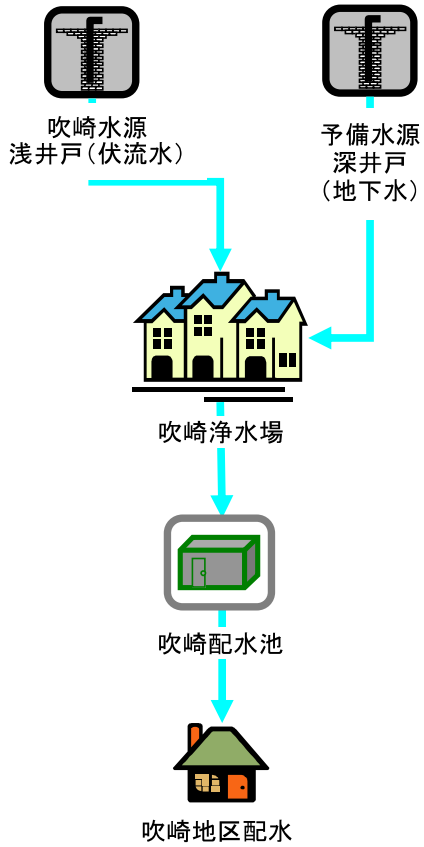 吹崎水源
浅井戸(伏流水)
予備水源
深井戸
(地下水)
吹崎浄水場
吹崎配水池
吹崎地区配水